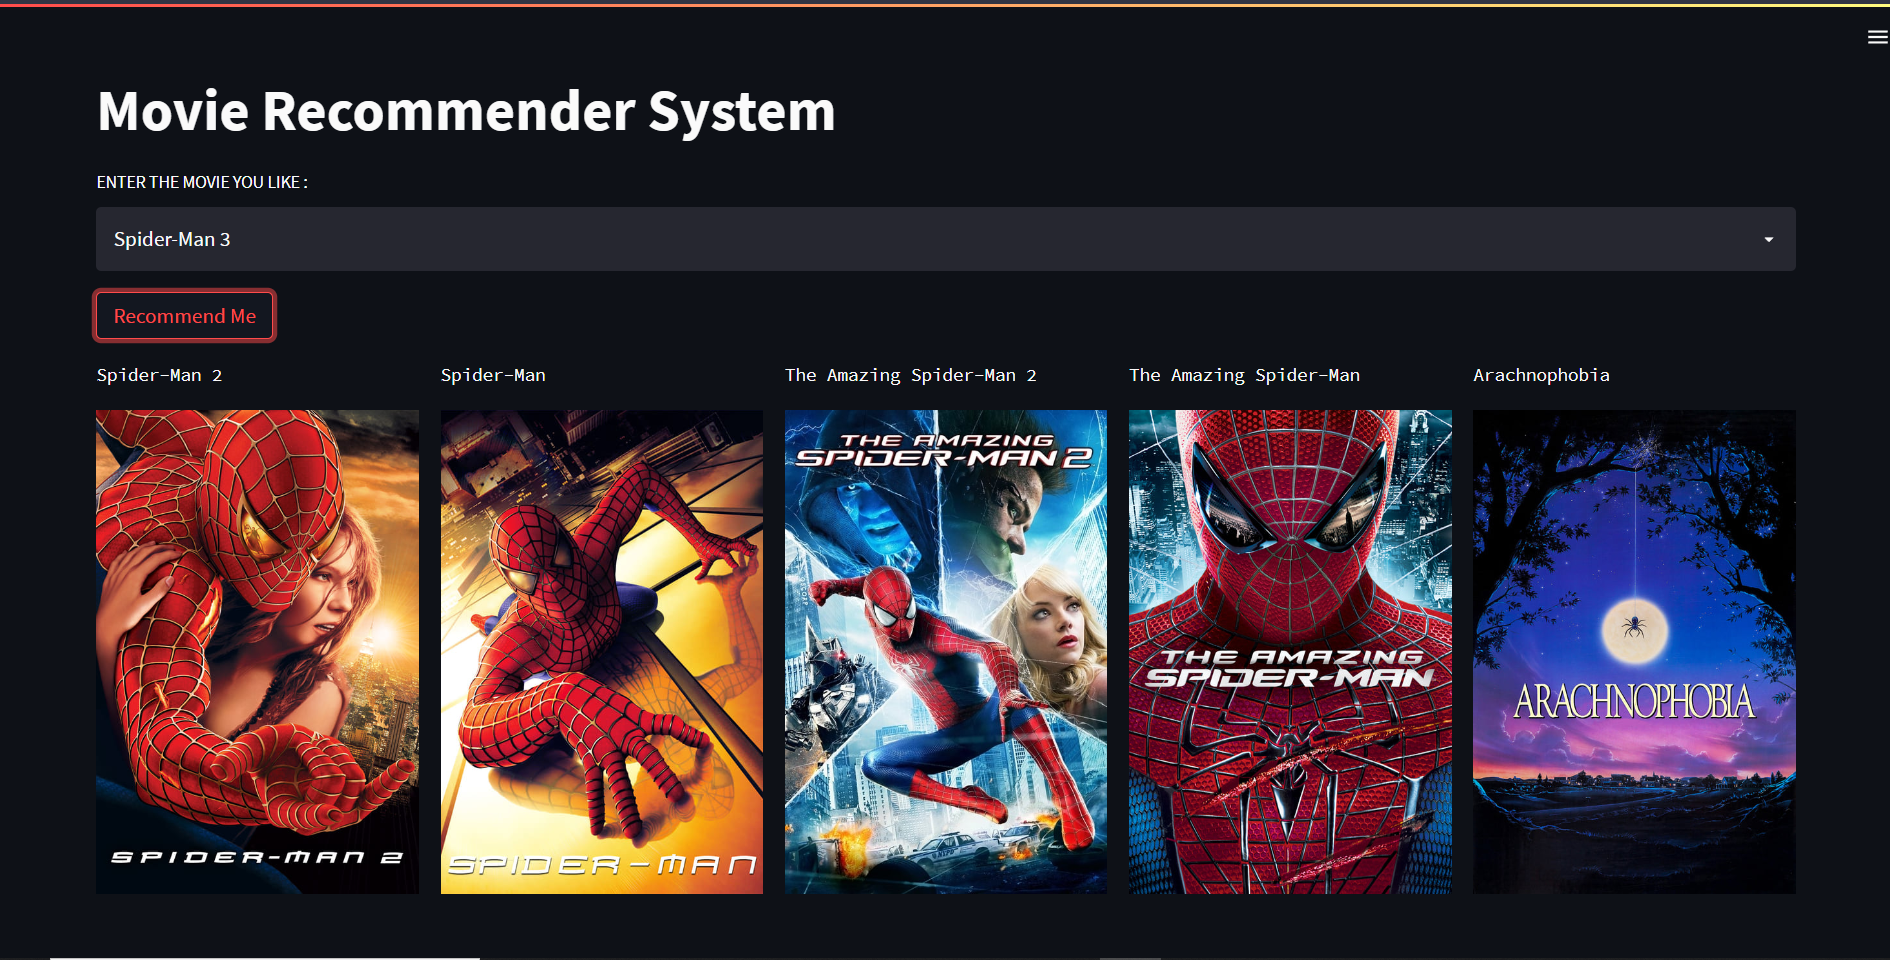 Movie Recommender System
ENTER THE MOVIE YOU LIKE :
Spider-Man 3
Recommend Me
Spider-Man 2
Spider-Man
The Amazing Spider-Man 2
The Amazing Spider-Man
Arachnophobia
SPIDER-MAN 2
SPIDER-MAN
THE AMAZING
SPIDER-MAN 2
THE AMAZING
SPIDER-MAN
ARACHNOPHOBIA